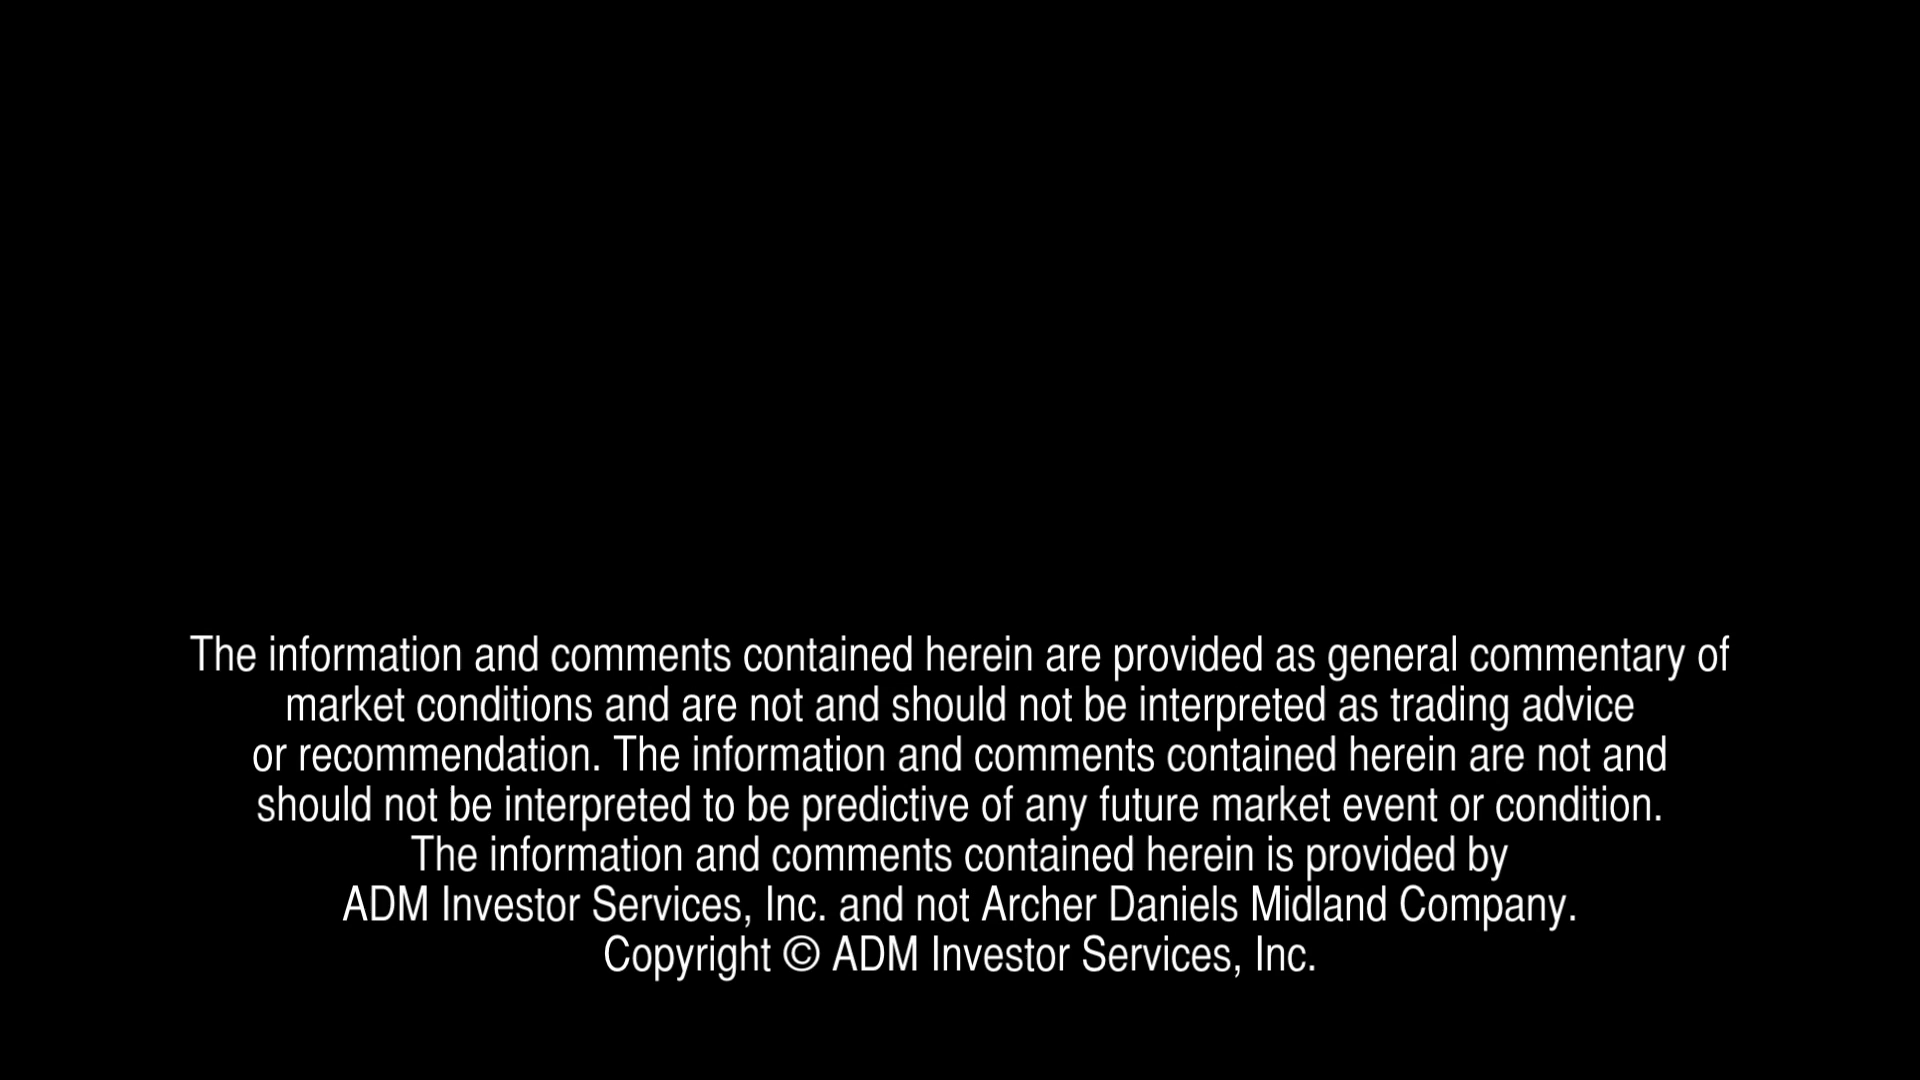 The information and comments contained herein are provided as general commentary of
market conditions and are not and should not be interpreted as trading advice
or recommendation. The information and comments contained herein are not and
should not be interpreted to be predictive of any future market event or condition.
The information and comments contained herein is provided by
ADM Investor Services, Inc. and not Archer Daniels Midland Company.
Copyright © ADM Investor Services, Inc.